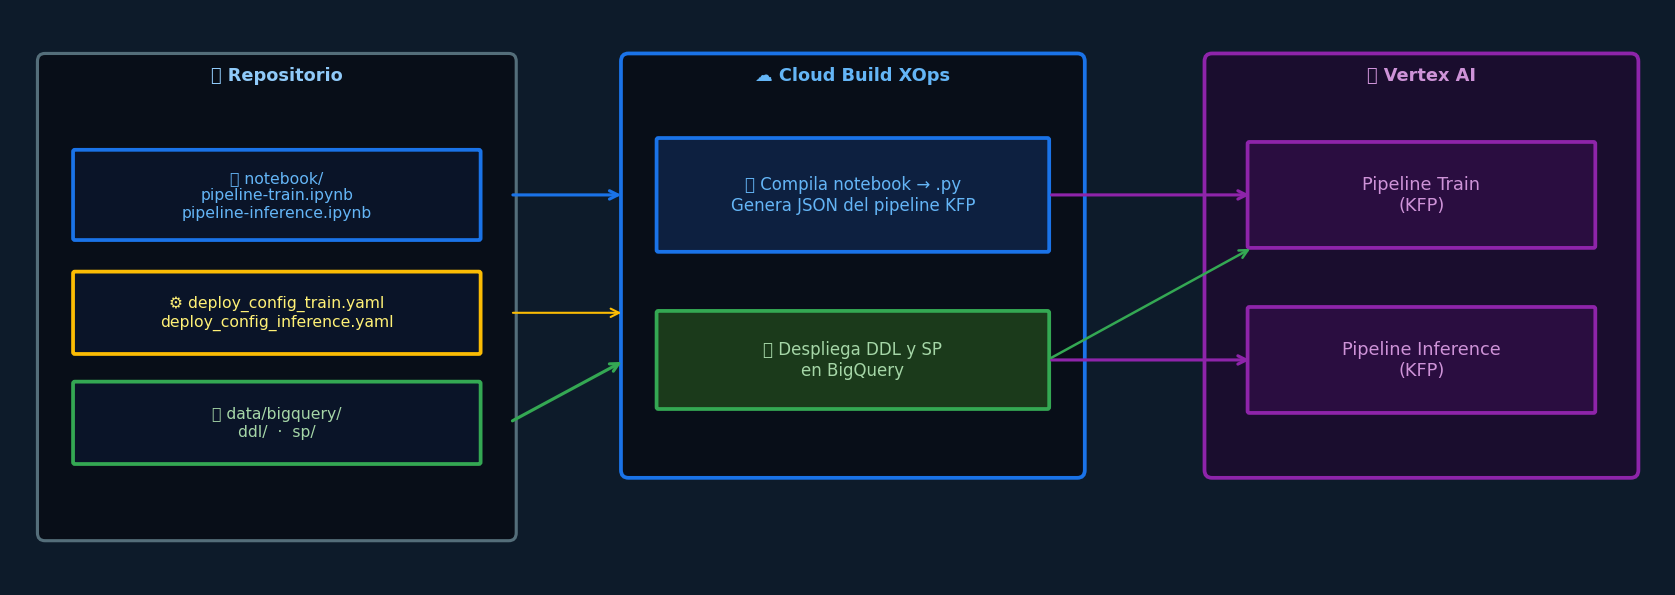 Repositorio
notebook/
pipeline-train.ipynb
pipeline-inference.ipynb
⚙ deploy_config_train.yaml
deploy_config_inference.yaml
data/bigquery/
ddl/ · sp/
☁ Cloud Build XOps
Compila notebook → .py
Genera JSON del pipeline KFP
Despliega DDL y SP
en BigQuery
Vertex AI
Pipeline Train
(KFP)
Pipeline Inference
(KFP)